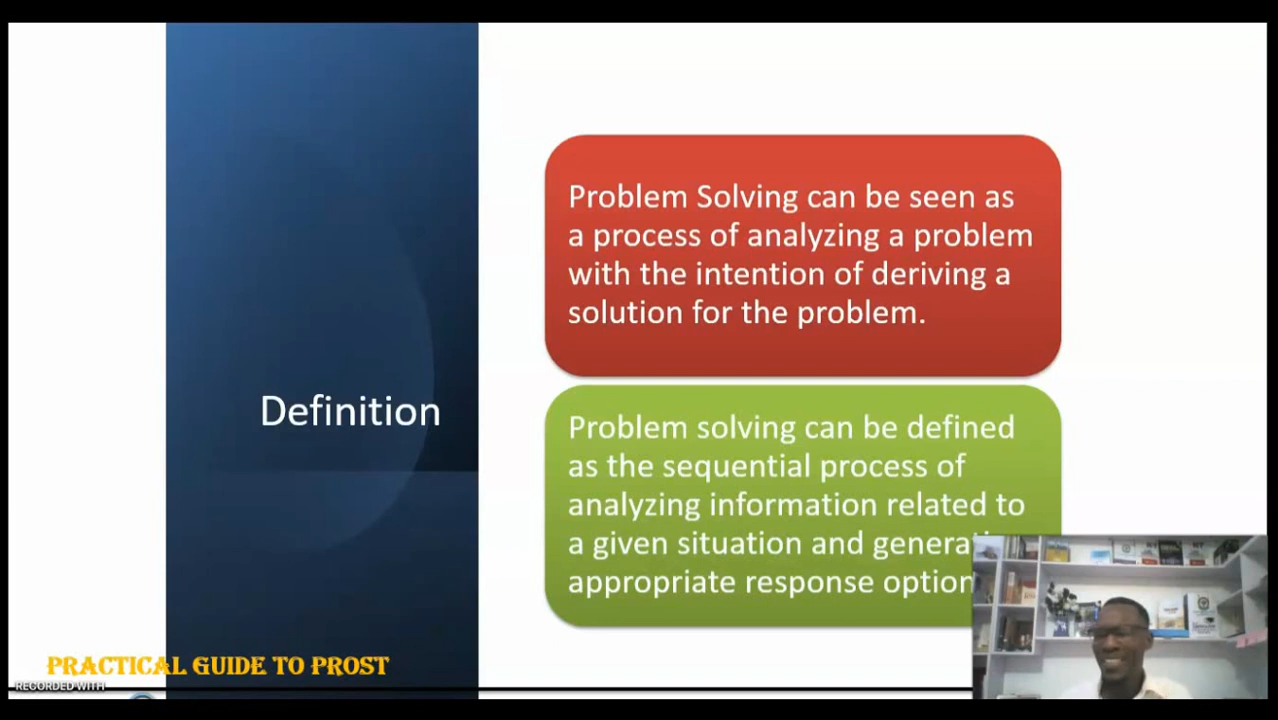 Problem Solving can be seen as
a process of analyzing a problem
with the intention of deriving a
solution for the problem.
Definition
Problem solving can be defined
as the sequential process of
analyzing information related to
a given situation and
appropriate response
PRACTICAL GUIDE TO PROST
RECORDED WITH